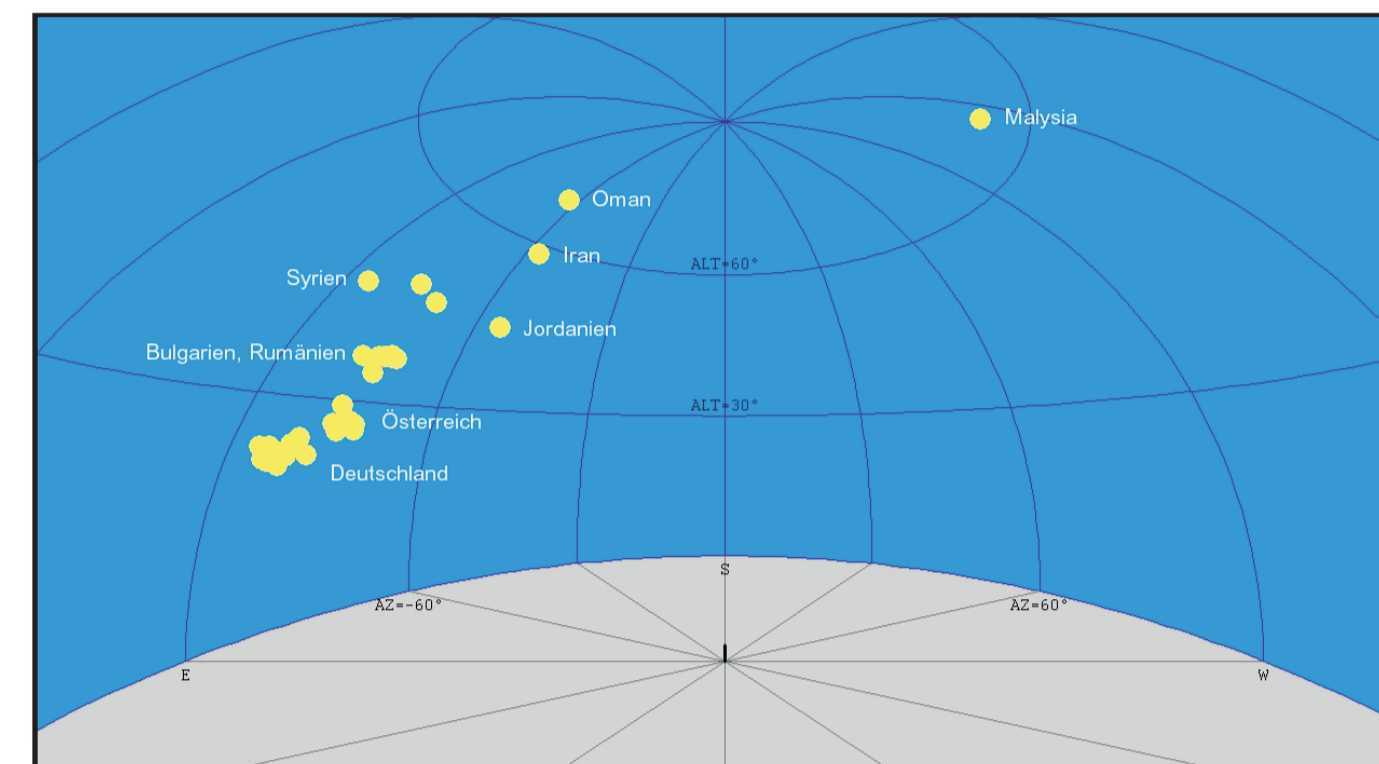 Malysia
Oman
Iran
ALT=60°
Syrien
Jordanien
Bulgarien, Rumänien
ALT=30°
Österreich
Deutschland
S
AZ=-60°
AZ=60°
E
W